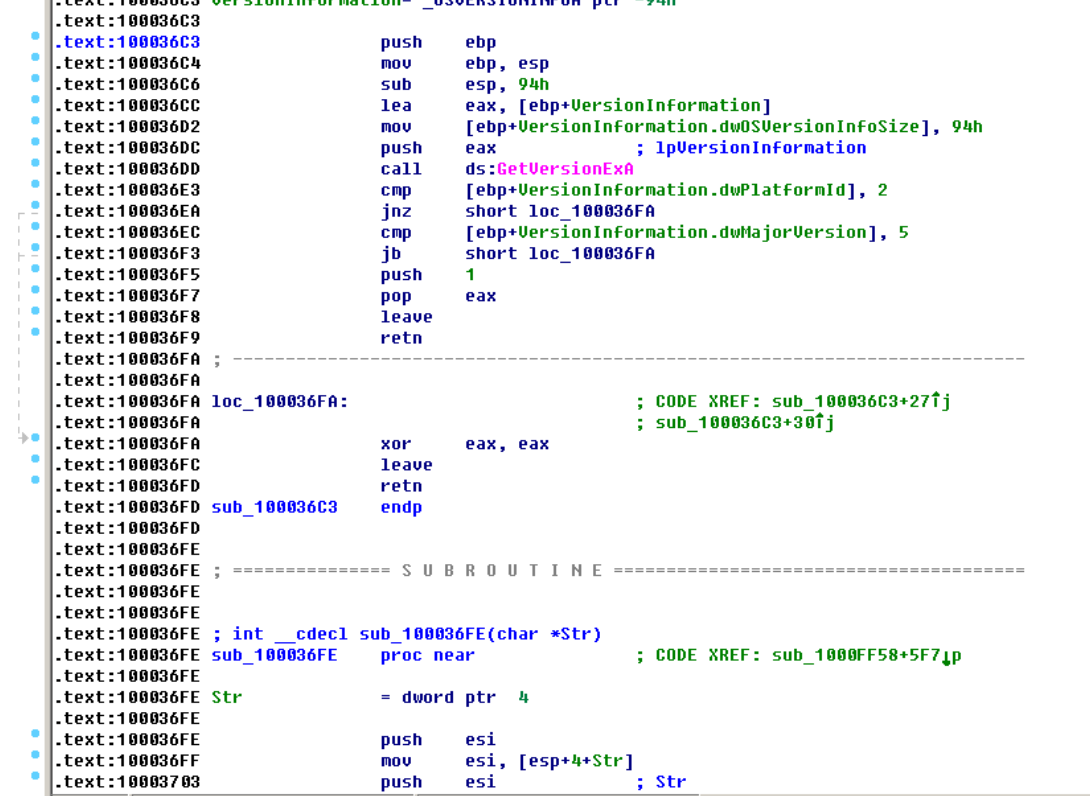 .text:100036C3 VersionInformation= _OSVERSIONINFOA ptr -94h
.text:100036C3
.text:100036C3 push ebp
.text:100036C4 mov ebp, esp
.text:100036C6 sub esp, 94h
.text:100036CC lea eax, [ebp+VersionInformation]
.text:100036D2 mov [ebp+VersionInformation.dwOSVersionInfoSize], 94h
.text:100036DC push eax ; lpVersionInformation
.text:100036DD call ds:GetVersionExA
.text:100036E3 cmp [ebp+VersionInformation.dwPlatformId], 2
.text:100036EA jnz short loc_100036FA
.text:100036EC cmp [ebp+VersionInformation.dwMajorVersion], 5
.text:100036F3 jb short loc_100036FA
.text:100036F5 push 1
.text:100036F7 pop eax
.text:100036F8 leave
.text:100036F9 retn
.text:100036FA ; ---------------------------------------------------------------------------
.text:100036FA
.text:100036FA loc_100036FA: ; CODE XREF: sub_100036C3+27↑j
.text:100036FA ; sub_100036C3+30↑j
.text:100036FA xor eax, eax
.text:100036FC leave
.text:100036FD retn
.text:100036FD sub_100036C3 endp
.text:100036FD
.text:100036FE
.text:100036FE ; =============== S U B R O U T I N E =======================================
.text:100036FE
.text:100036FE
.text:100036FE ; int __cdecl sub_100036FE(char *Str)
.text:100036FE sub_100036FE proc near ; CODE XREF: sub_1000FF58+5F7↓p
.text:100036FE
.text:100036FE Str = dword ptr 4
.text:100036FE
.text:100036FE push esi
.text:100036FF mov esi, [esp+4+Str]
.text:10003703 push esi ; Str